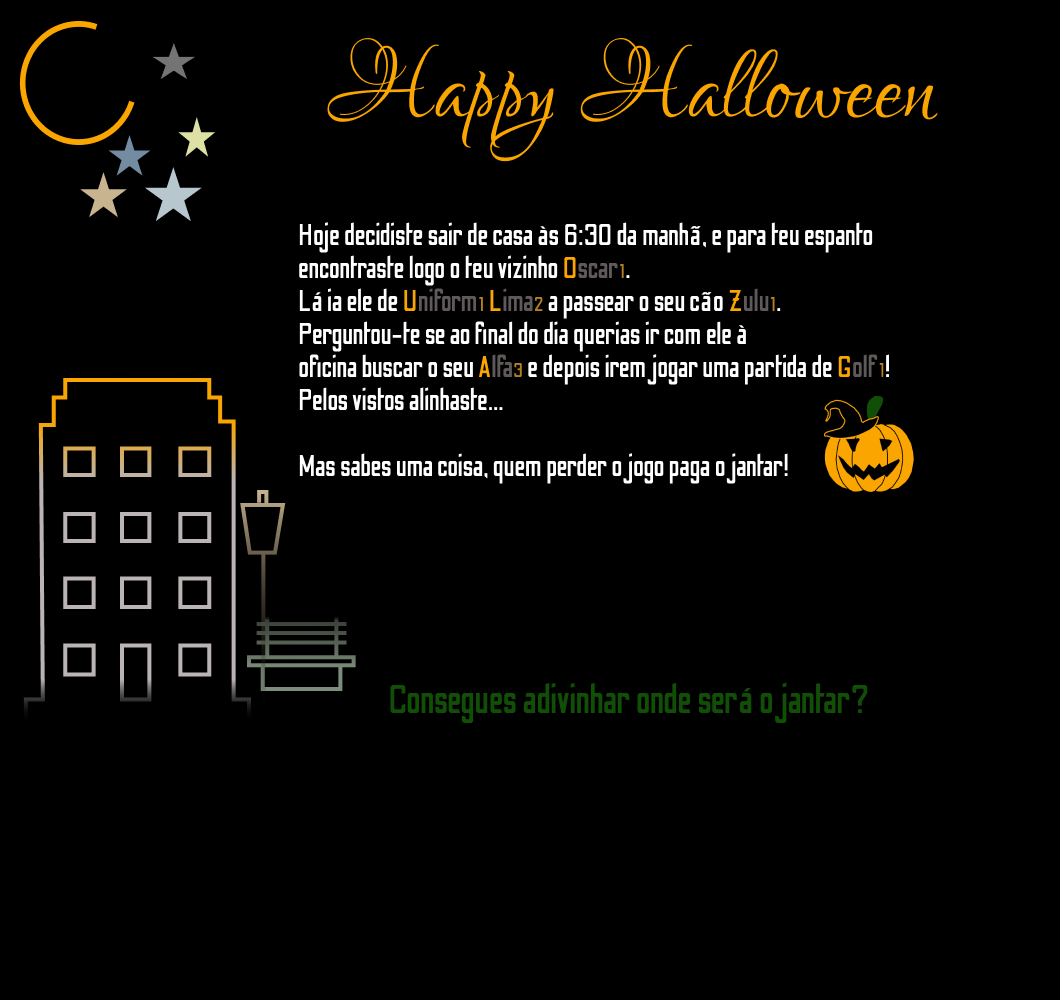 Happy Halloween
Hoje decidiste sair de casa às 6:30 da manhã, e para teu espanto
encontraste logo o teu vizinho Oscar1.
Lá ia ele de Uniform1 Lima2 a passear o seu cão Zulu1.
Perguntou-te se ao final do dia querias ir com ele à
oficina buscar o seu Alfa3 e depois irem jogar uma partida de Golf1!
Pelos vistos alinhaste...
Mas sabes uma coisa, quem perder o jogo paga o jantar!
Consegues adivinhar onde será o jantar?